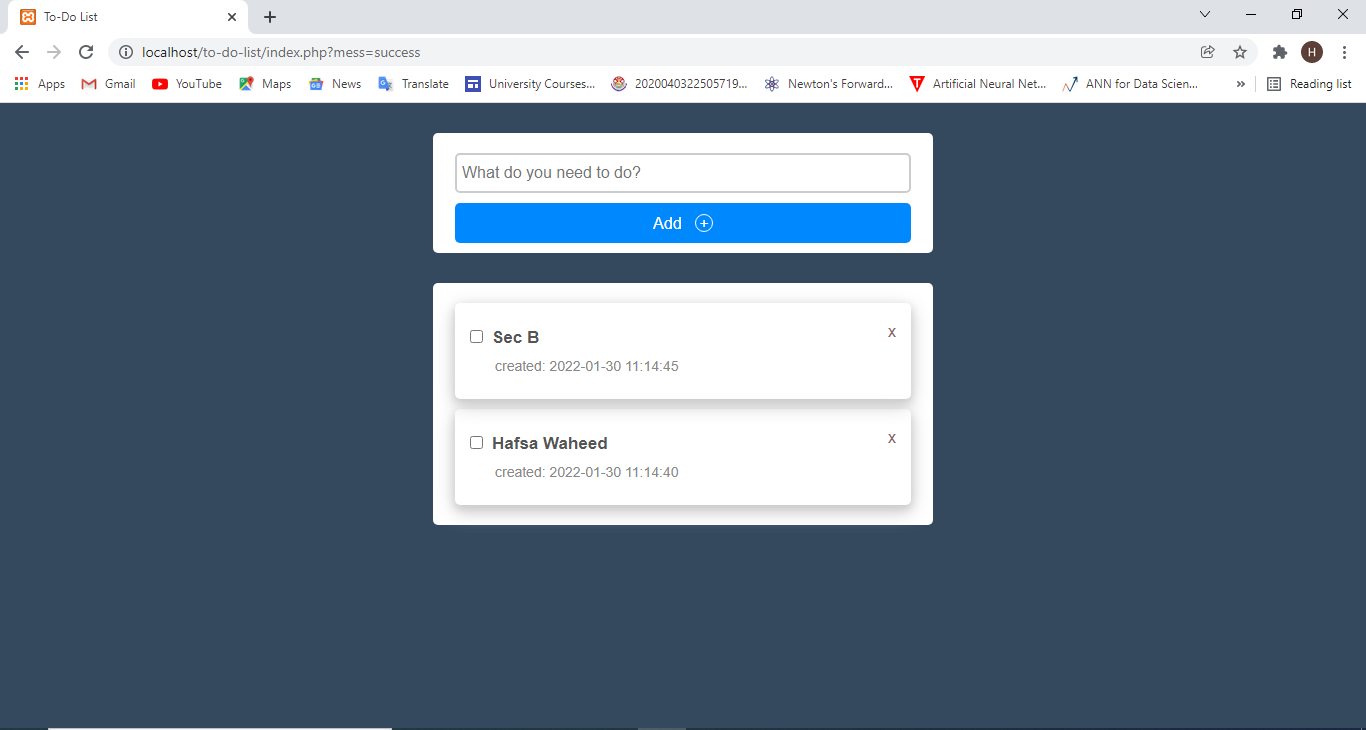 To-Do List
localhost/to-do-list/index.php?mess=success
H
Apps Gmail YouTube Maps News Translate University Courses... 2020040322505719... Newton's Forward... Artificial Neural Net... ANN for Data Scien... » Reading list
What do you need to do?
Add
Sec B
x
created: 2022-01-30 11:14:45
Hafsa Waheed
x
created: 2022-01-30 11:14:40